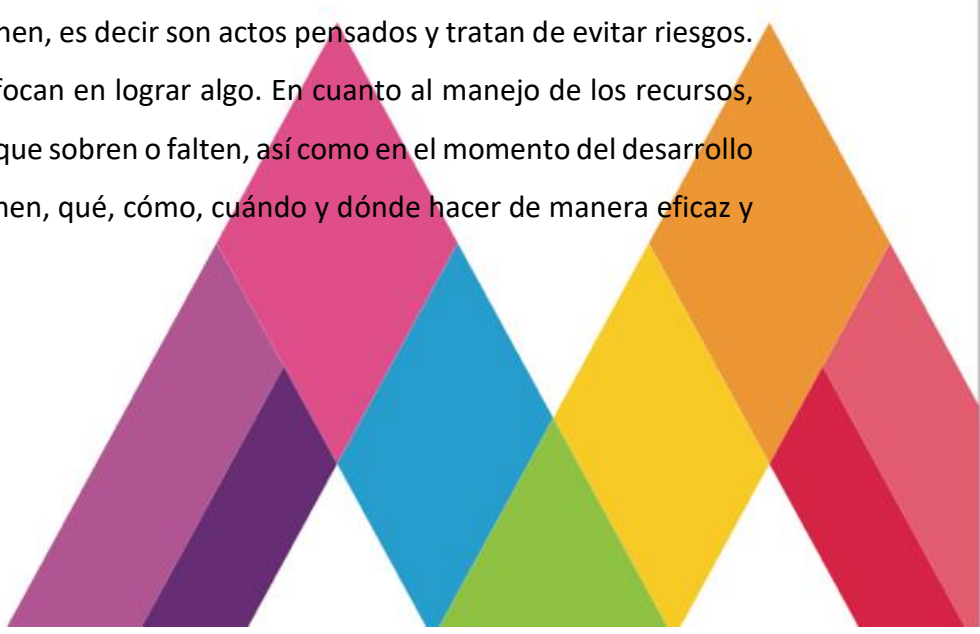 nen, es decir son actos pensados y tratan de evitar riesgos.
focan en lograr algo. En cuanto al manejo de los recursos,
que sobren o falten, así como en el momento del desarrollo
nen, qué, cómo, cuándo y dónde hacer de manera eficaz y